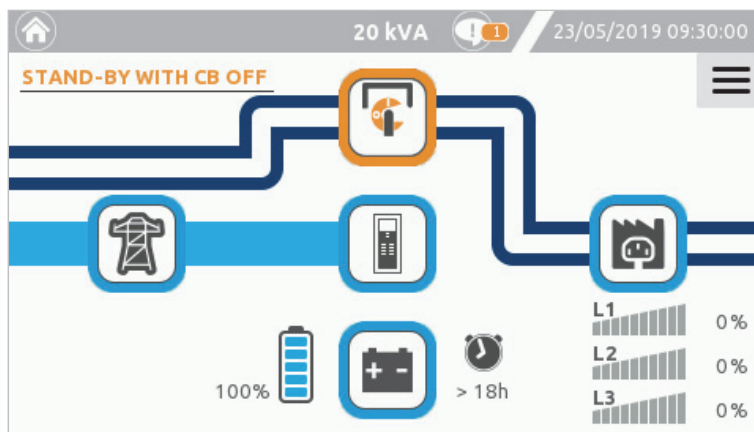 20 kVA
! 1
23/05/2019 09:30:00
STAND-BY WITH CB OFF
L1
0%
L2
0%
100%
> 18h
L3
0%